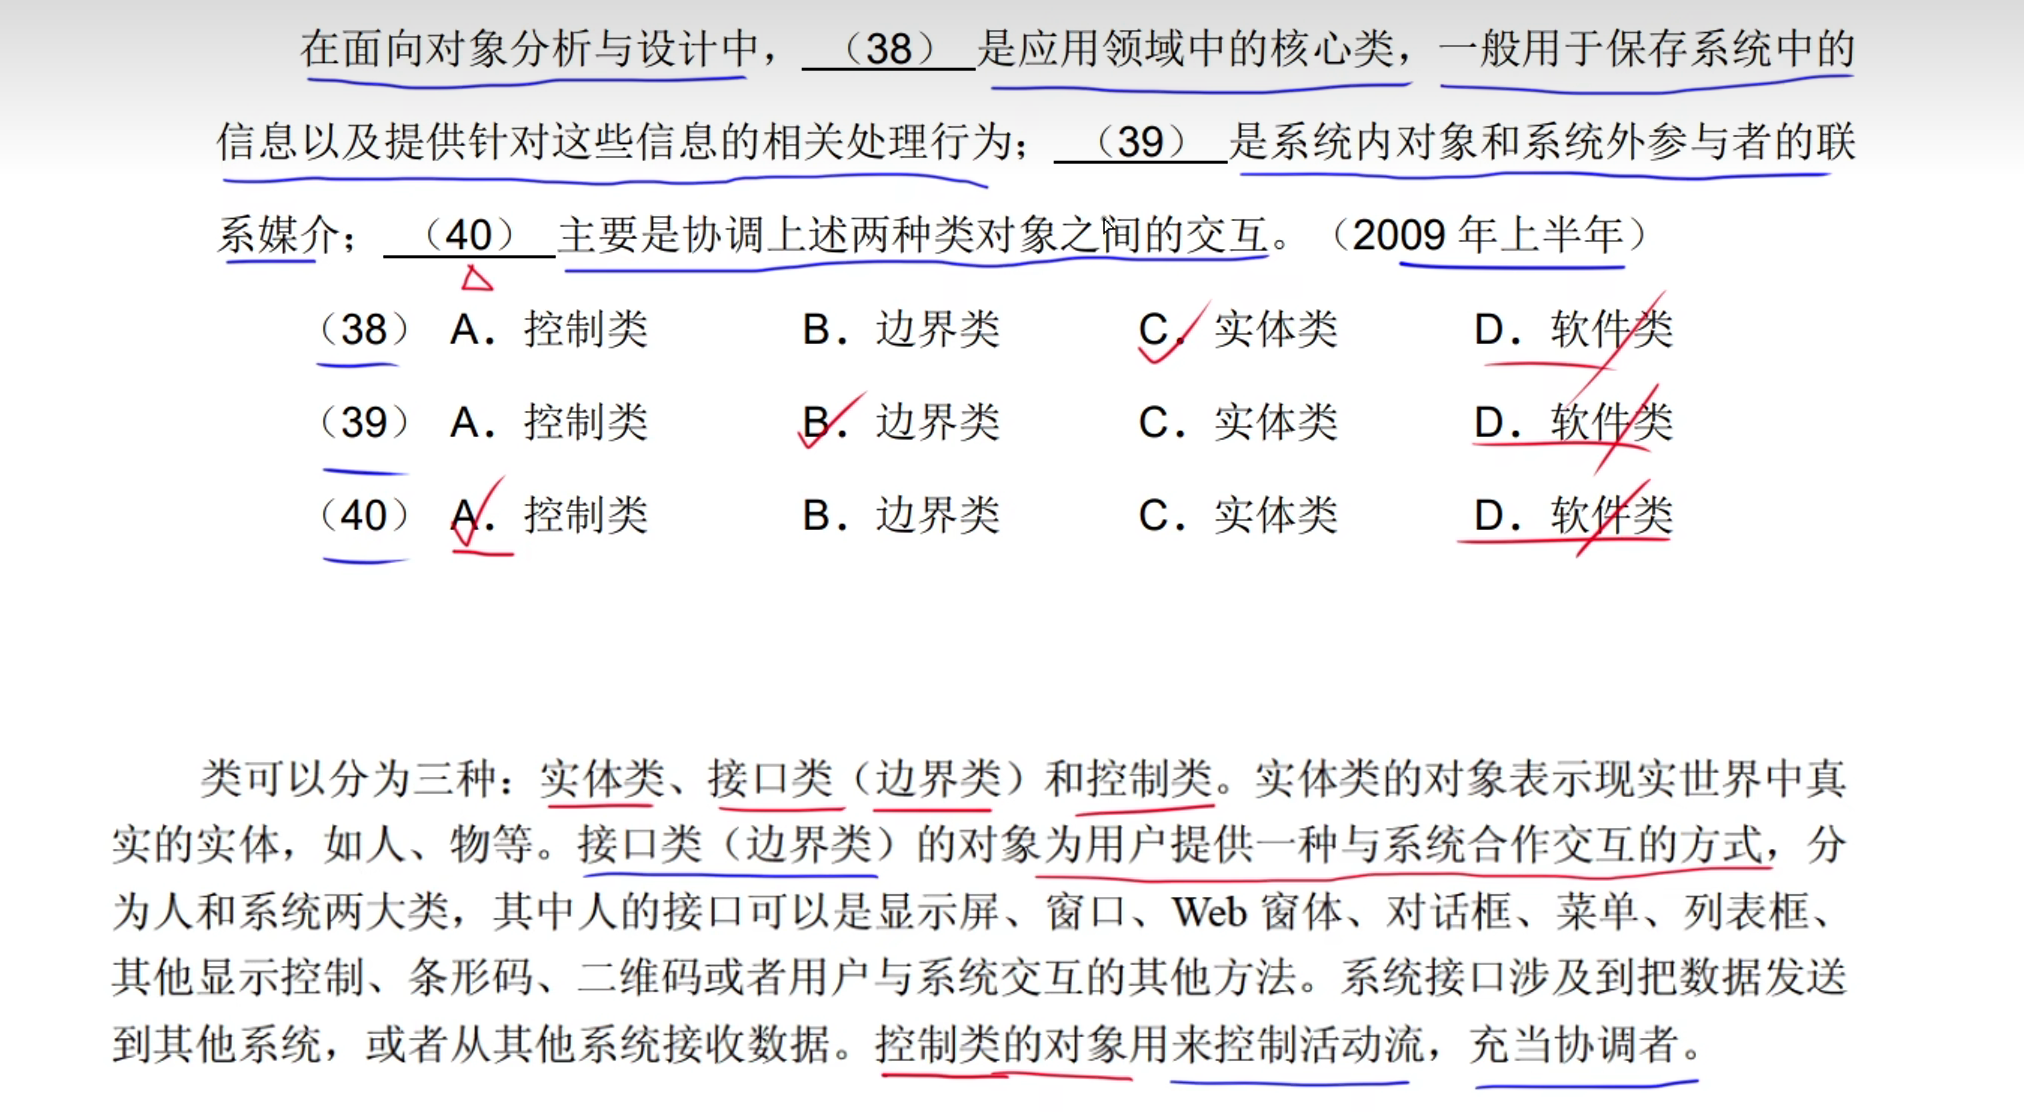 在面向对象分析与设计中，（38）是应用领域中的核心类，一般用于保存系统中的
信息以及提供针对这些信息的相关处理行为；（39）是系统内对象和系统外参与者的联
系媒介；（40）主要是协调上述两种类对象之间的交互。（2009 年上半年）
（38） A．控制类 B．边界类 C．实体类 D．软件类
（39） A．控制类 B．边界类 C．实体类 D．软件类
（40） A．控制类 B．边界类 C．实体类 D．软件类
类可以分为三种：实体类、接口类（边界类）和控制类。实体类的对象表示现实世界中真
实的实体，如人、物等。接口类（边界类）的对象为用户提供一种与系统合作交互的方式，分
为人和系统两大类，其中人的接口可以是显示屏、窗口、Web 窗体、对话框、菜单、列表框、
其他显示控制、条形码、二维码或者用户与系统交互的其他方法。系统接口涉及到把数据发送
到其他系统，或者从其他系统接收数据。控制类的对象用来控制活动流，充当协调者。